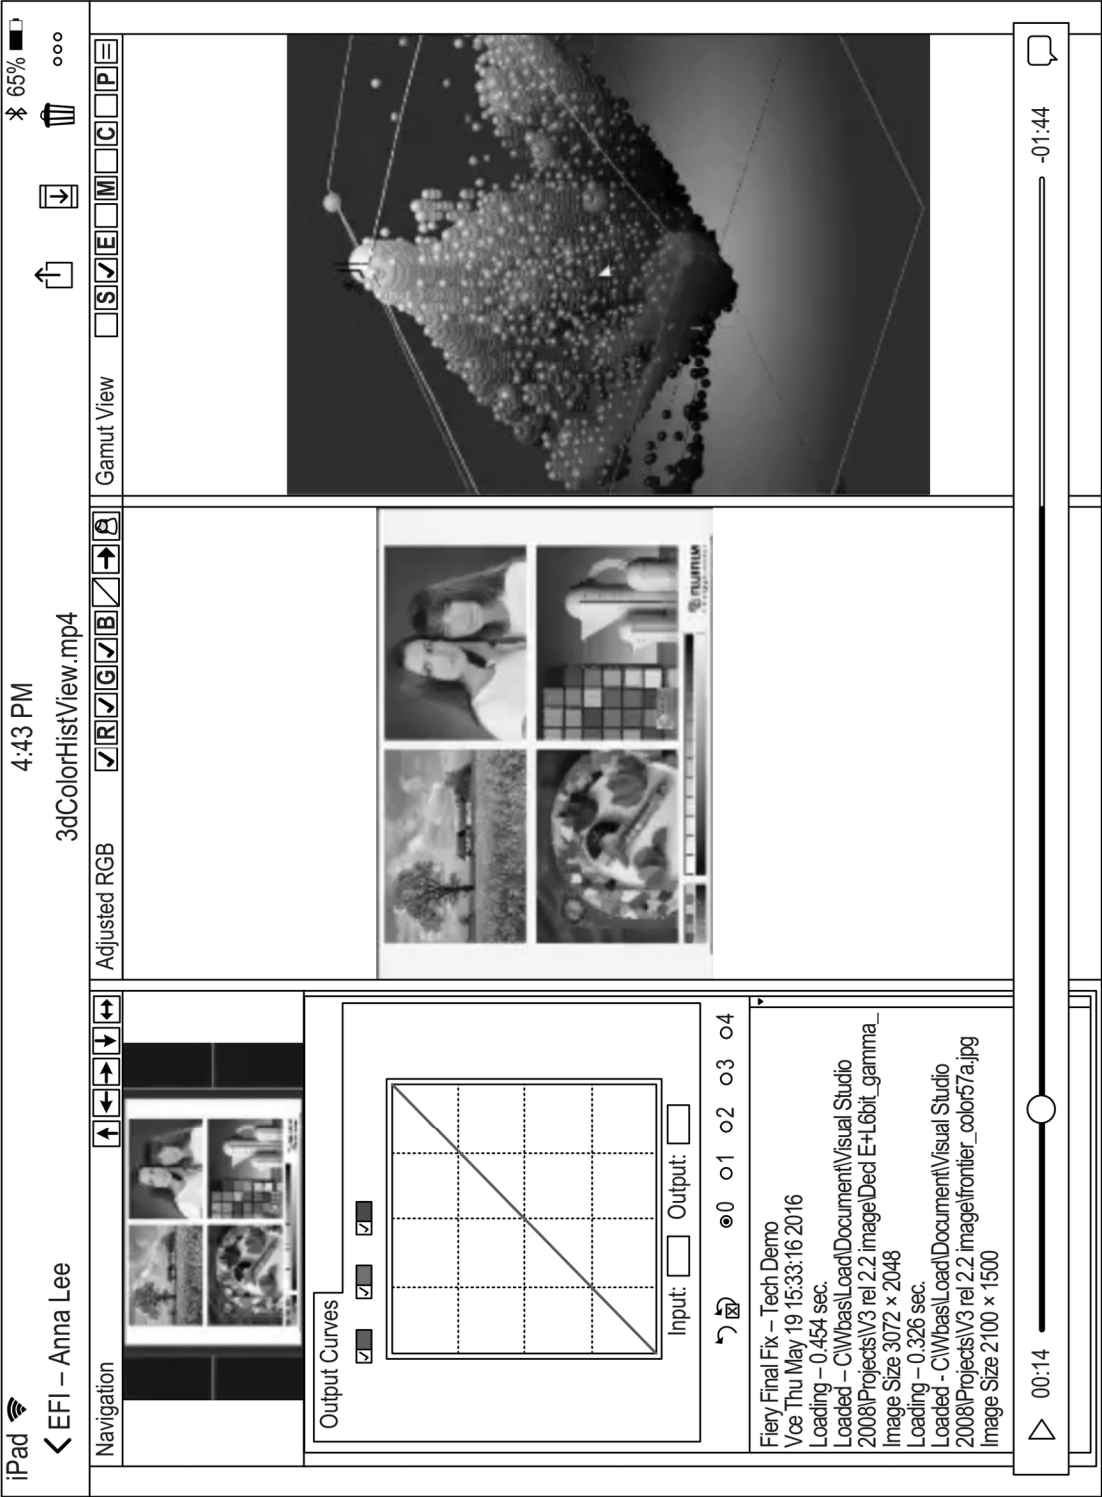 iPad 4:43 PM 65%
EFI – Anna Lee 3dColorHistView.mp4
Navigation
Adjusted RGB R G B
Gamut View S E M C P
FUJIFILM
Output Curves
Input: Output:
0 1 2 3 4
Fiery Final Fix – Tech Demo
Vce Thu May 19 15:33:16 2016
Loading – 0.454 sec.
Loaded – C\Wbas\Load\Document\Visual Studio
2008\Projects\V3 rel 2.2 image\Ded E+L6bit_gamma_
Image Size 3072 × 2048
Loading – 0.326 sec.
Loaded - C\Wbas\Load\Document\Visual Studio
2008\Projects\V3 rel 2.2 image\frontier_color57a.jpg
Image Size 2100 × 1500
00:14 -01:44